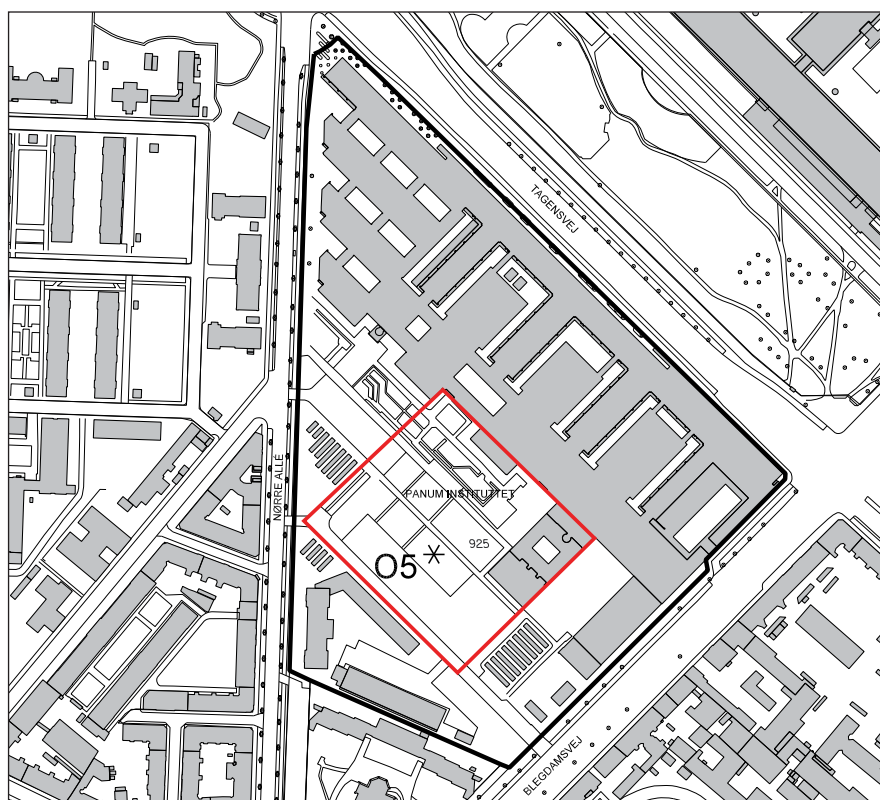 TAGENSVEJ
NØRRE ALLÉ
PANUM INSTITUTTET
925
O5*
BLEGDAMSVEJ